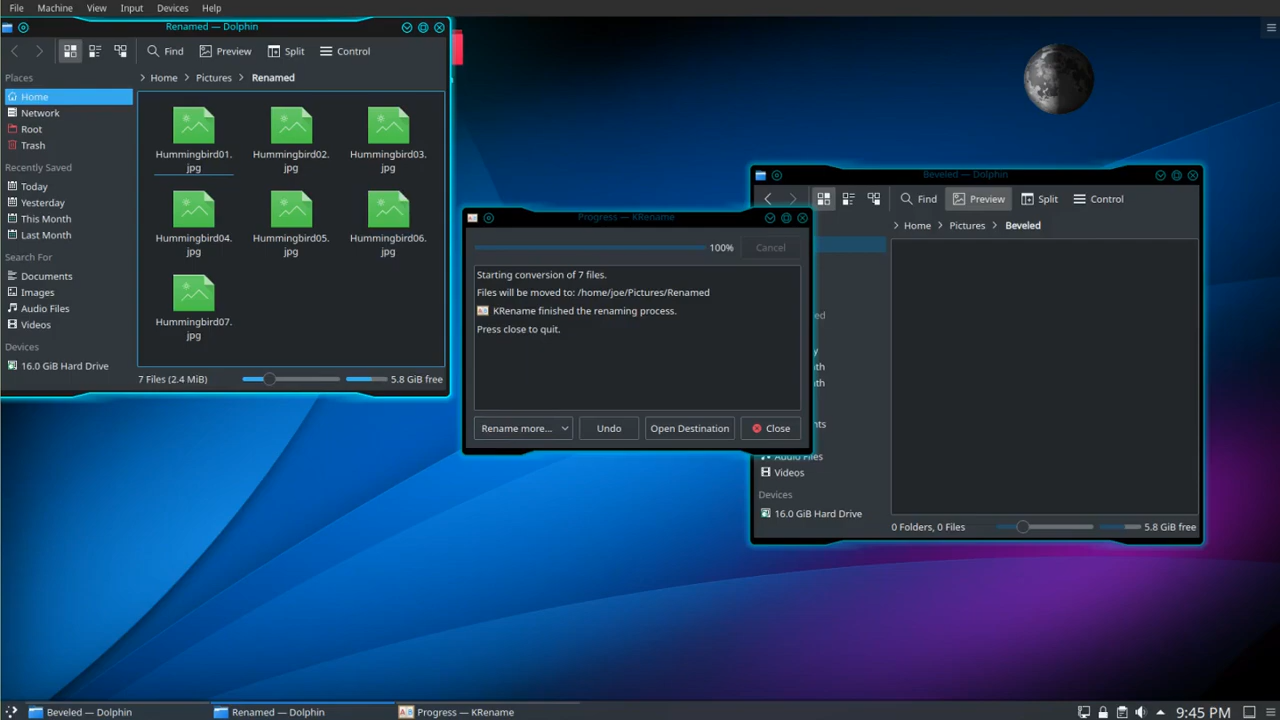 File Machine View Input Devices Help
Renamed — Dolphin
Find Preview Split Control
Places
Home Pictures Renamed
Home
Network
Root
Trash
Recently Saved
Today
Yesterday
This Month
Last Month
Search For
Documents
Images
Audio Files
Videos
Devices
16.0 GiB Hard Drive
Hummingbird01.
jpg
Hummingbird02.
jpg
Hummingbird03.
jpg
Hummingbird04.
jpg
Hummingbird05.
jpg
Hummingbird06.
jpg
Hummingbird07.
jpg
7 Files (2.4 MiB) 5.8 GiB free
Progress — KRename
100% Cancel
Starting conversion of 7 files.
Files will be moved to: /home/joe/Pictures/Renamed
KRename finished the renaming process.
Press close to quit.
Rename more... Undo Open Destination Close
Beveled — Dolphin
Find Preview Split Control
Home Pictures Beveled
Audio Files
Videos
Devices
16.0 GiB Hard Drive
0 Folders, 0 Files 5.8 GiB free
Beveled — Dolphin Renamed — Dolphin Progress — KRename 9:45 PM